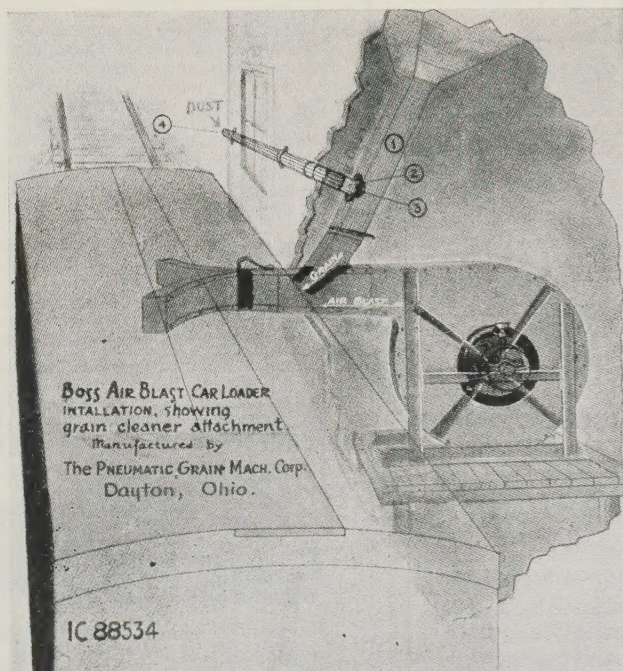 DUST
4
1
2
3
GRAIN
AIR BLAST
BOSS AIR BLAST CAR LOADER
INTALLATION, showing
grain cleaner attachment.
Manufactured by
The PNEUMATIC GRAIN MACH. Corp.
Dayton, Ohio.
IC 88534